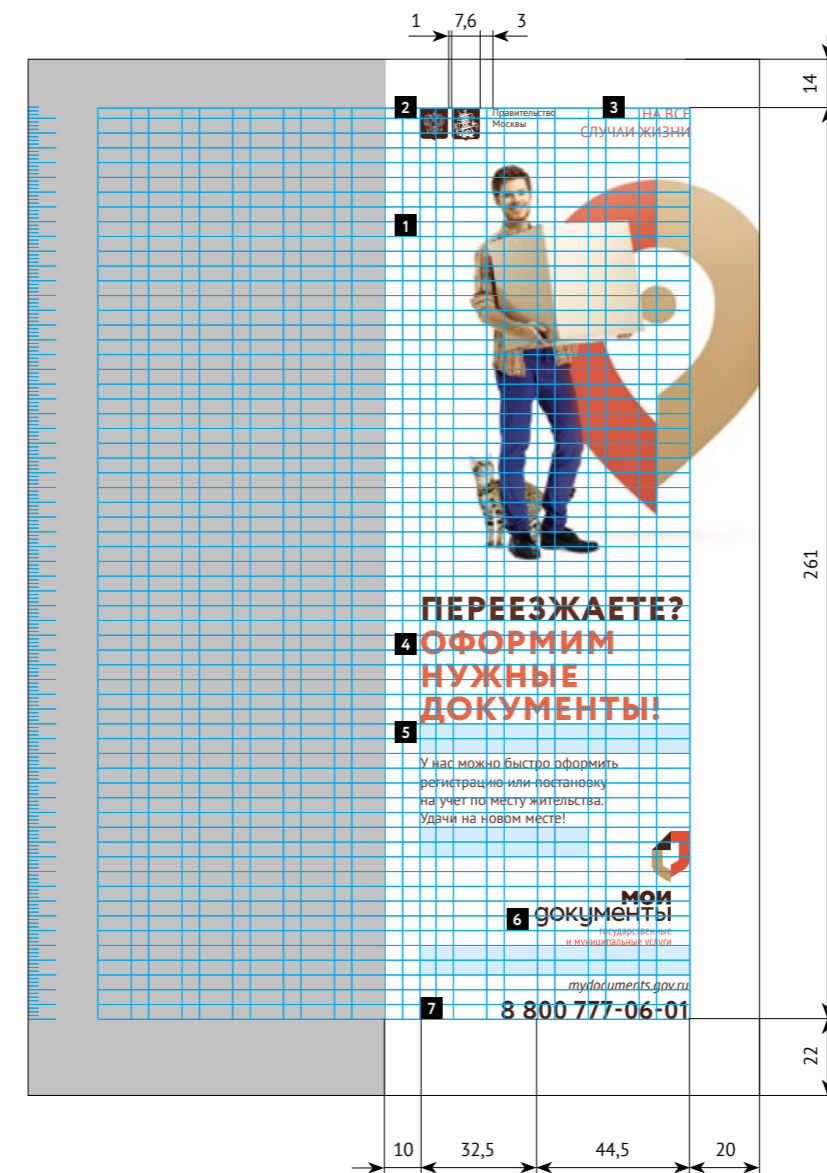 1 7,6 3
14
2
Правительство
Москвы
3
НА ВСЕ
СЛУЧАИ ЖИЗНИ
1
261
ПЕРЕЕЗЖАЕТЕ?
4
ОФОРМИМ
НУЖНЫЕ
ДОКУМЕНТЫ!
5
У нас можно быстро оформить
регистрацию или постановку
на учет по месту жительства.
Удачи на новом месте!
мои
6
документы
государственные
и муниципальные услуги
mydocuments.gov.ru
7
8 800 777-06-01
22
10 32,5 44,5 20